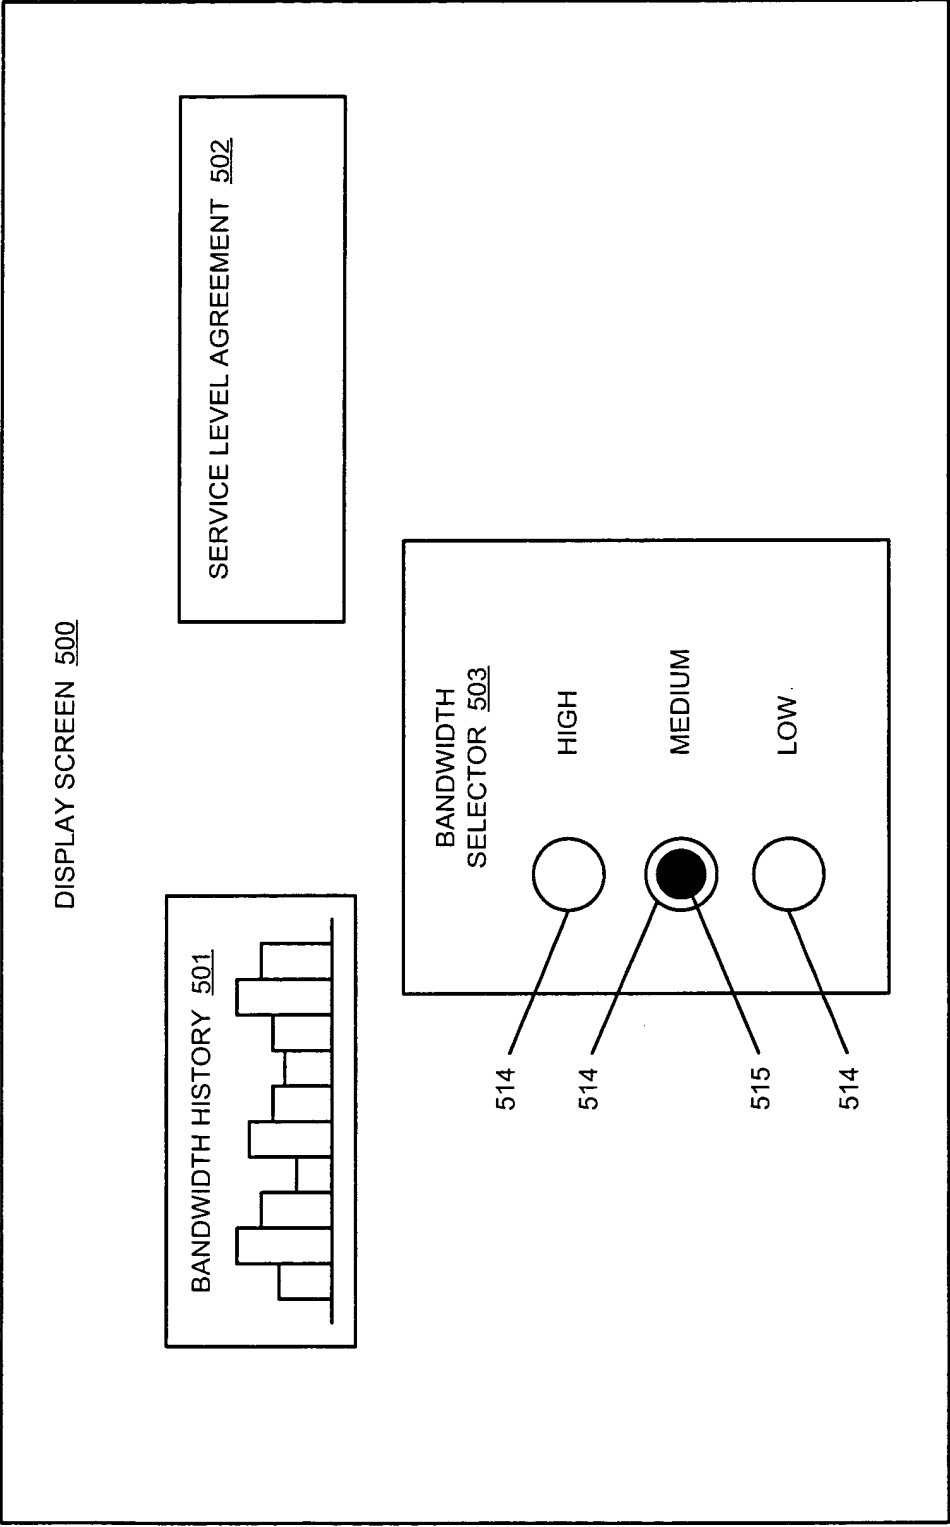 DISPLAY SCREEN 500
BANDWIDTH HISTORY 501
SERVICE LEVEL AGREEMENT 502
BANDWIDTH
SELECTOR 503
514
HIGH
514
MEDIUM
515
LOW
514